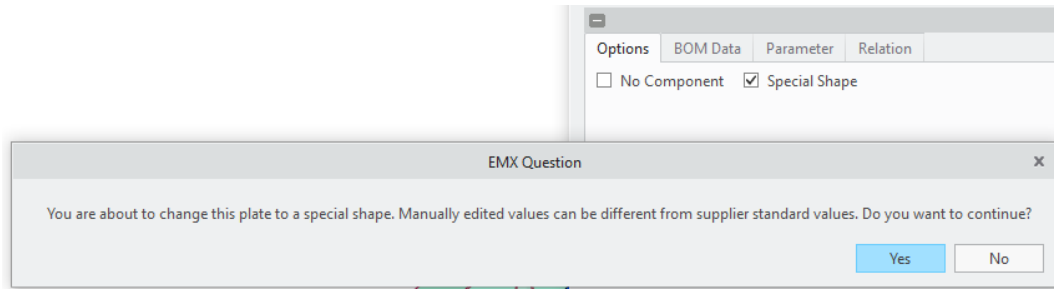 Options BOM Data Parameter Relation
No Component Special Shape
EMX Question
You are about to change this plate to a special shape. Manually edited values can be different from supplier standard values. Do you want to continue?
Yes No